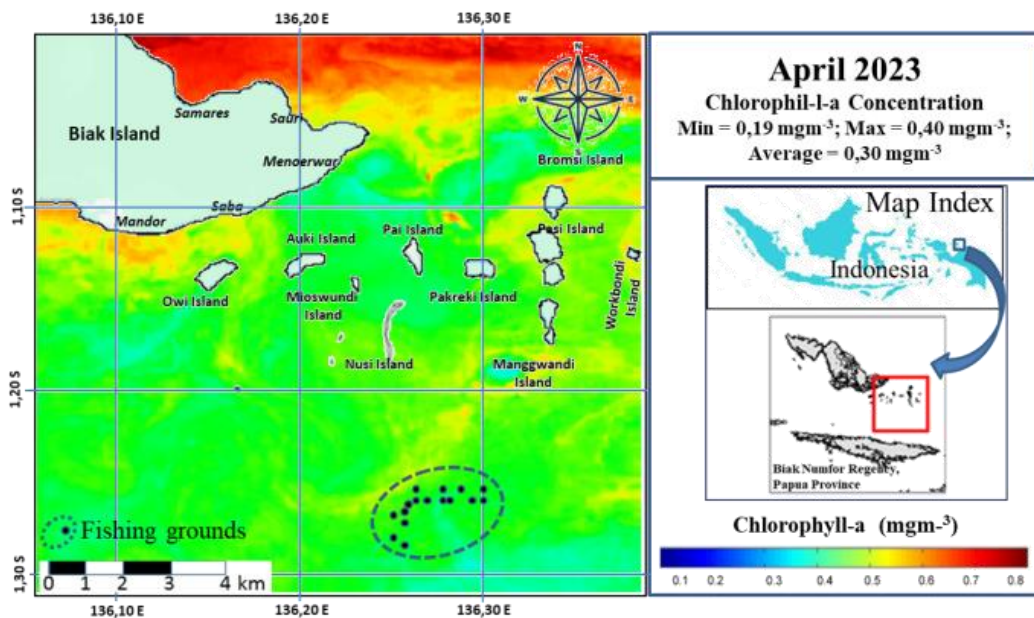 136,10 E
136,20 E
136,30 E
N
W
E
S
Biak Island
Samares
Sauri
Menoerwar
Bromsi Island
1,10 S
Mandor
Saba
Auki Island
Pai Island
Pasi Island
Owi Island
Mioswundi
Island
Pakreki Island
Workbondi
Island
Nusi Island
Manggwandi
Island
1,20 S
Fishing grounds
0 1 2 3 4 km
1,30 S
136,10 E
136,20 E
136,30 E
April 2023
Chlorophil-l-a Concentration
Min = 0,19 mgm-³; Max = 0,40 mgm-³;
Average = 0,30 mgm-³
Map Index
Indonesia
Biak Numfor Regency,
Papua Province
Chlorophyll-a (mgm-³)
0.1 0.2 0.3 0.4 0.5 0.6 0.7 0.8